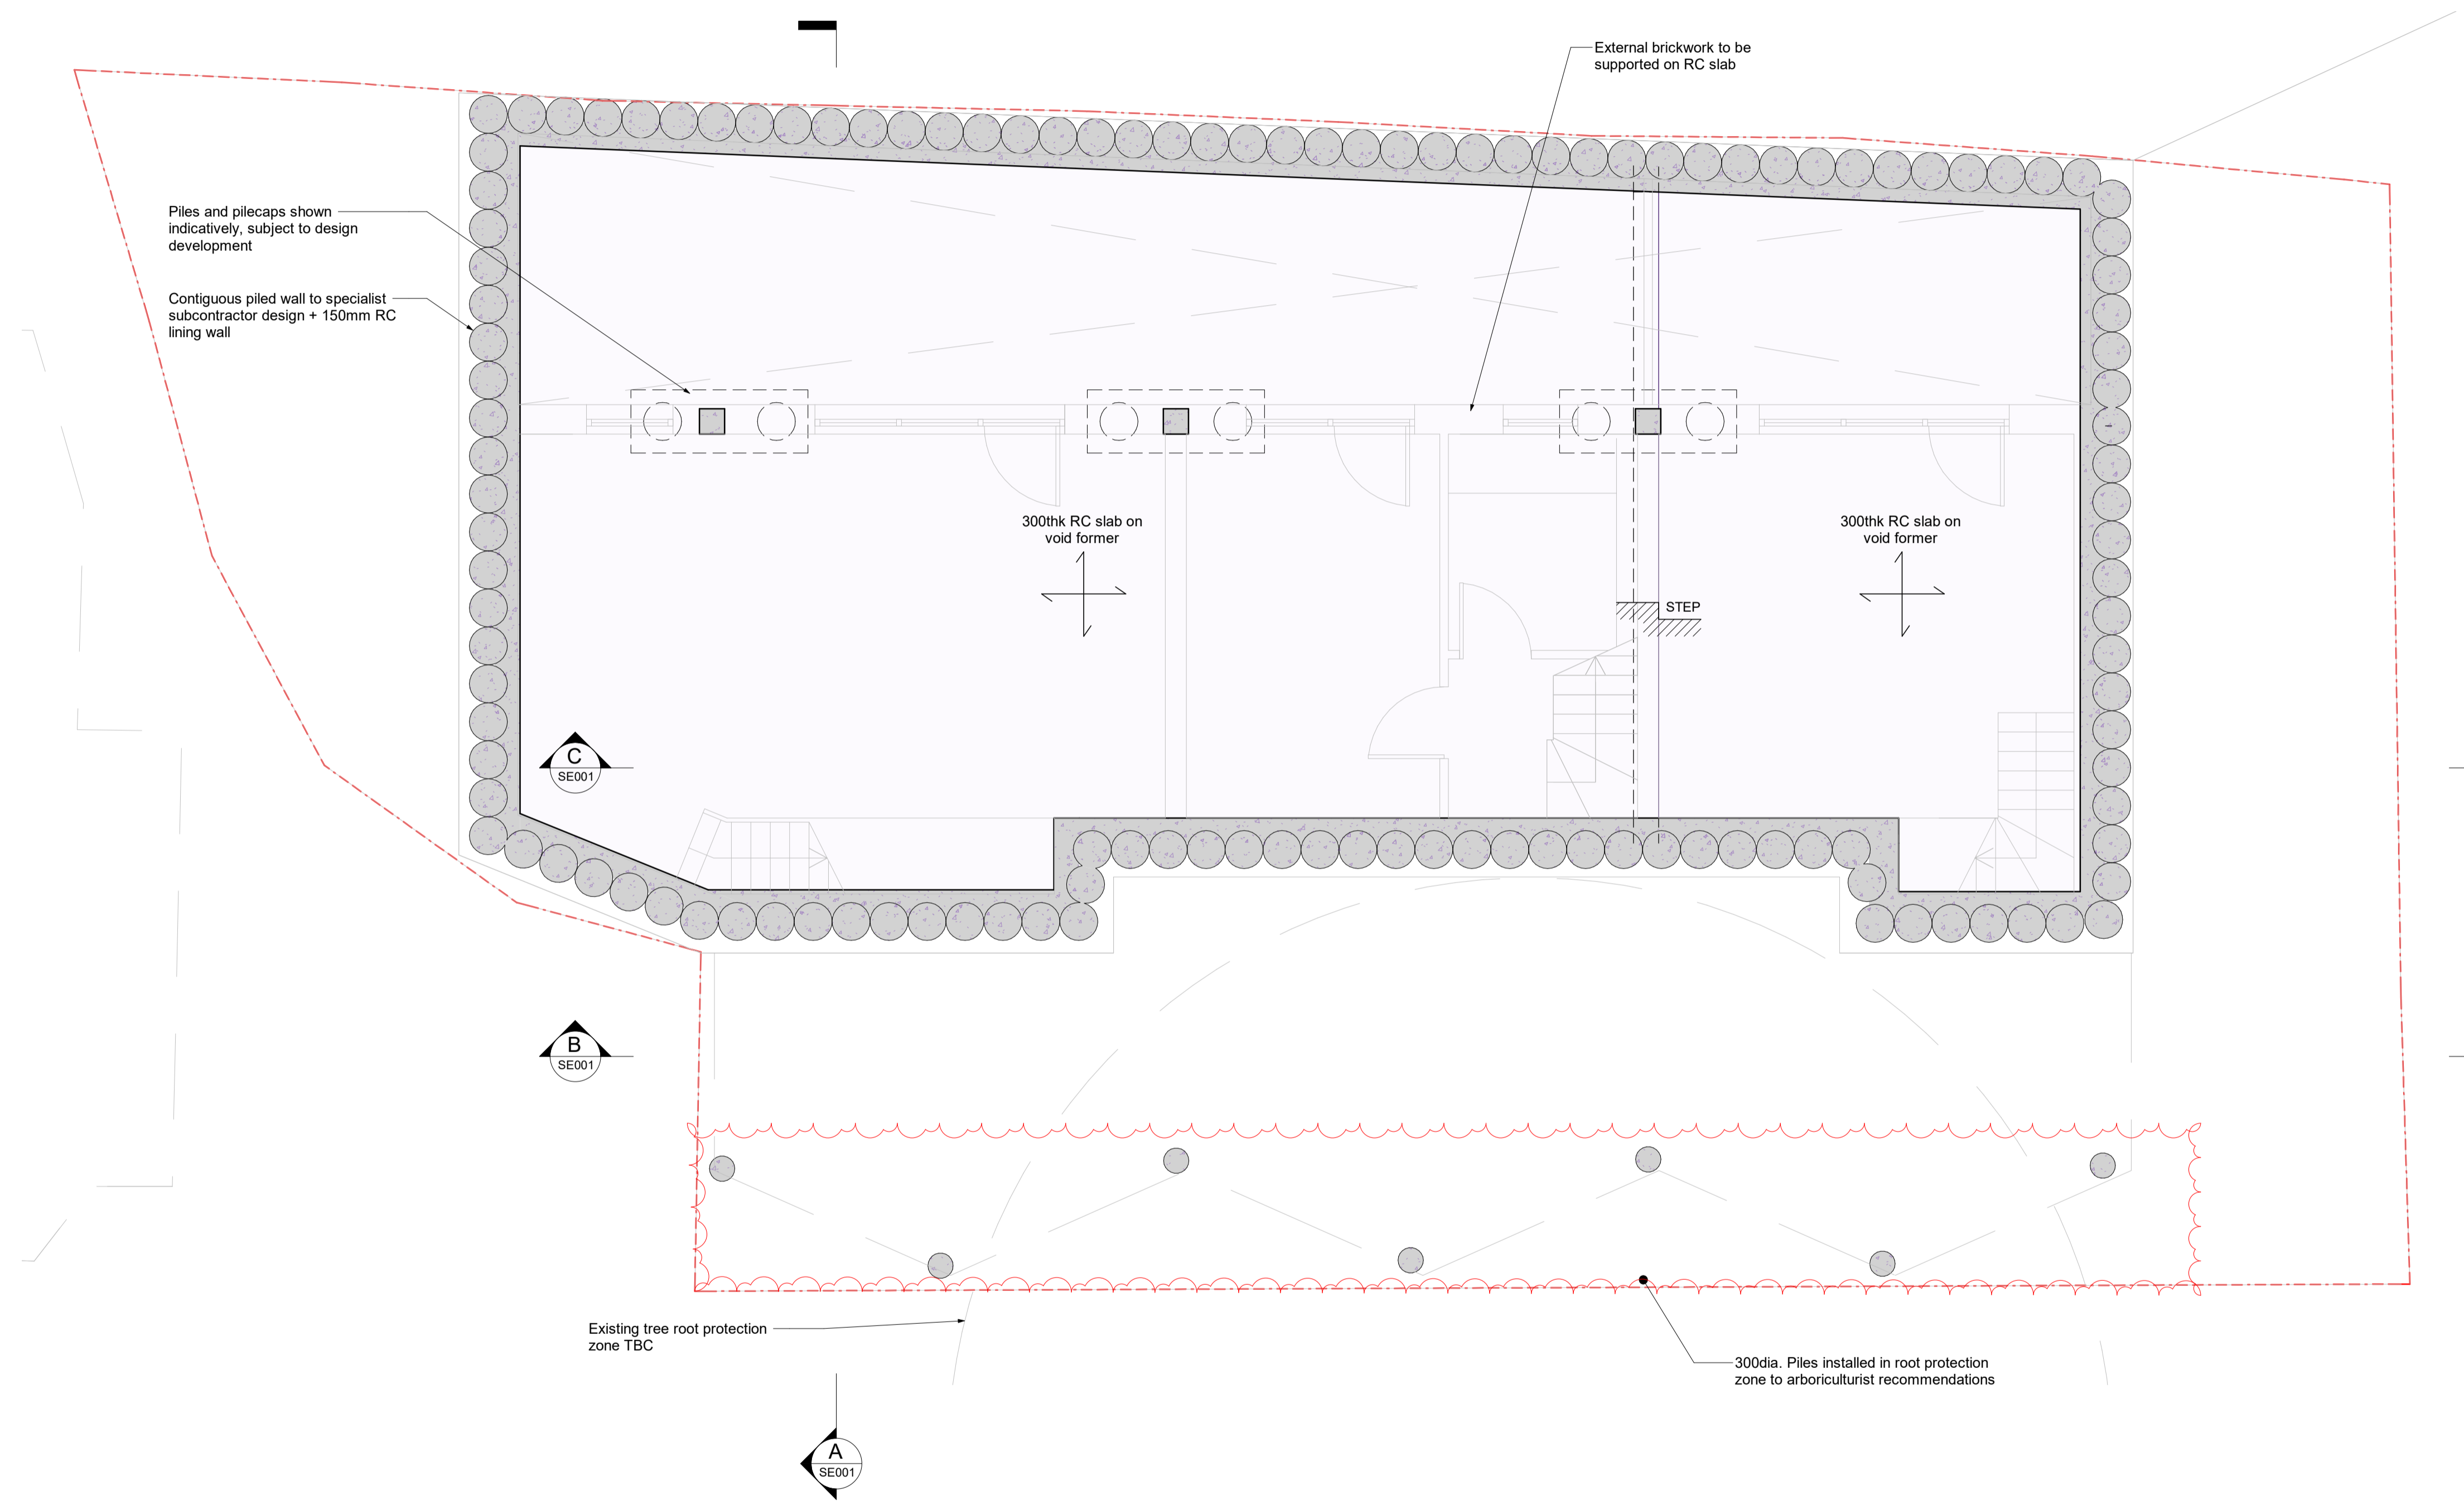 External brickwork to be
supported on RC slab
Piles and pilecaps shown
indicatively, subject to design
development
Contiguous piled wall to specialist
subcontractor design + 150mm RC
lining wall
300thk RC slab on
void former
300thk RC slab on
void former
STEP
C
SE001
B
SE001
Existing tree root protection
zone TBC
300dia. Piles installed in root protection
zone to arboriculturist recommendations
A
SE001